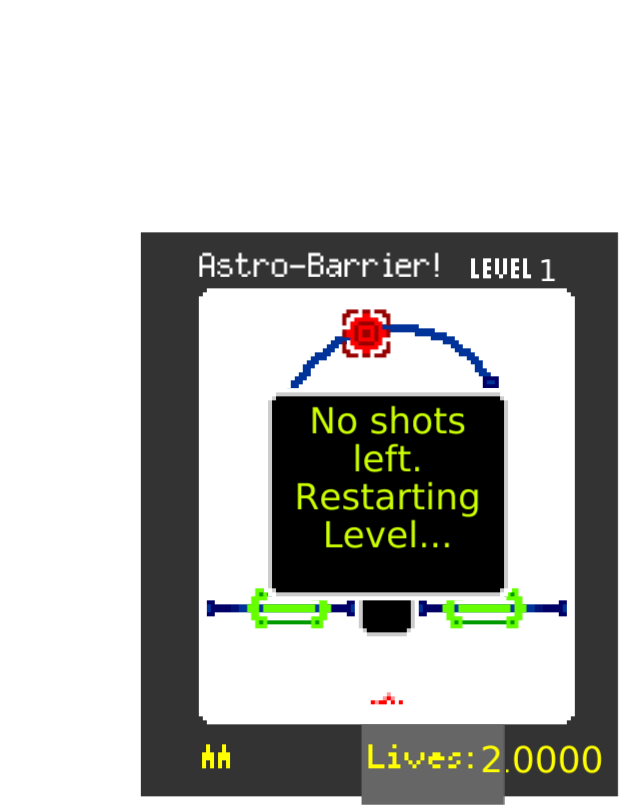 Astro-Barrier! LEVEL 1
No shots
left.
Restarting
Level...
Lives:2.0000